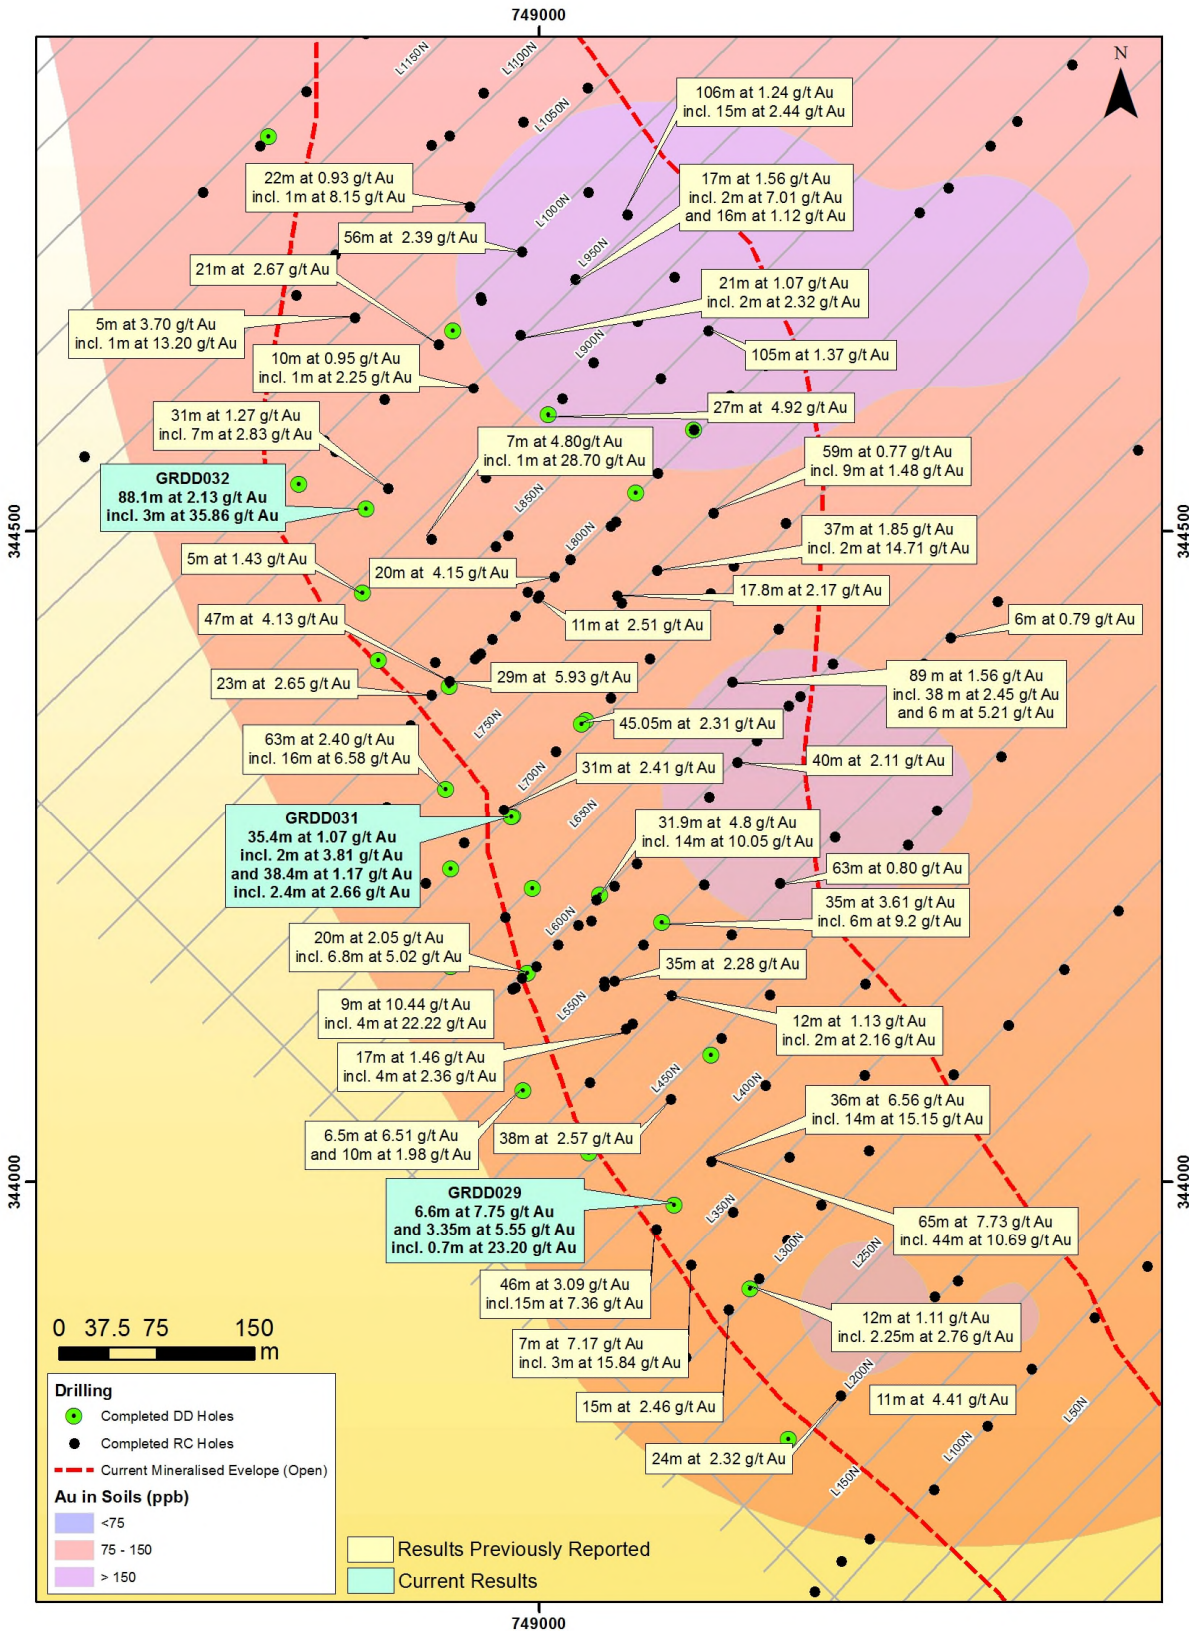 749000
L1150N
L1100N
N
106m at 1.24 g/t Au
incl. 15m at 2.44 g/t Au
L1050N
22m at 0.93 g/t Au
incl. 1m at 8.15 g/t Au
17m at 1.56 g/t Au
incl. 2m at 7.01 g/t Au
and 16m at 1.12 g/t Au
L1000N
56m at 2.39 g/t Au
L950N
21m at 2.67 g/t Au
21m at 1.07 g/t Au
incl. 2m at 2.32 g/t Au
5m at 3.70 g/t Au
incl. 1m at 13.20 g/t Au
L900N
10m at 0.95 g/t Au
incl. 1m at 2.25 g/t Au
105m at 1.37 g/t Au
27m at 4.92 g/t Au
31m at 1.27 g/t Au
incl. 7m at 2.83 g/t Au
7m at 4.80g/t Au
incl. 1m at 28.70 g/t Au
59m at 0.77 g/t Au
incl. 9m at 1.48 g/t Au
GRDD032
88.1m at 2.13 g/t Au
incl. 3m at 35.86 g/t Au
L850N
L800N
344500
344500
37m at 1.85 g/t Au
incl. 2m at 14.71 g/t Au
5m at 1.43 g/t Au
20m at 4.15 g/t Au
17.8m at 2.17 g/t Au
47m at 4.13 g/t Au
11m at 2.51 g/t Au
6m at 0.79 g/t Au
23m at 2.65 g/t Au
29m at 5.93 g/t Au
89 m at 1.56 g/t Au
incl. 38 m at 2.45 g/t Au
and 6 m at 5.21 g/t Au
L750N
45.05m at 2.31 g/t Au
63m at 2.40 g/t Au
incl. 16m at 6.58 g/t Au
L700N
31m at 2.41 g/t Au
40m at 2.11 g/t Au
L650N
GRDD031
35.4m at 1.07 g/t Au
incl. 2m at 3.81 g/t Au
and 38.4m at 1.17 g/t Au
incl. 2.4m at 2.66 g/t Au
31.9m at 4.8 g/t Au
incl. 14m at 10.05 g/t Au
63m at 0.80 g/t Au
35m at 3.61 g/t Au
incl. 6m at 9.2 g/t Au
L600N
20m at 2.05 g/t Au
incl. 6.8m at 5.02 g/t Au
35m at 2.28 g/t Au
9m at 10.44 g/t Au
incl. 4m at 22.22 g/t Au
L550N
12m at 1.13 g/t Au
incl. 2m at 2.16 g/t Au
17m at 1.46 g/t Au
incl. 4m at 2.36 g/t Au
L450N
L400N
36m at 6.56 g/t Au
incl. 14m at 15.15 g/t Au
6.5m at 6.51 g/t Au
and 10m at 1.98 g/t Au
38m at 2.57 g/t Au
344000
344000
GRDD029
6.6m at 7.75 g/t Au
and 3.35m at 5.55 g/t Au
incl. 0.7m at 23.20 g/t Au
L350N
65m at 7.73 g/t Au
incl. 44m at 10.69 g/t Au
L300N
L250N
46m at 3.09 g/t Au
incl.15m at 7.36 g/t Au
12m at 1.11 g/t Au
incl. 2.25m at 2.76 g/t Au
7m at 7.17 g/t Au
incl. 3m at 15.84 g/t Au
L200N
15m at 2.46 g/t Au
11m at 4.41 g/t Au
L50N
24m at 2.32 g/t Au
L100N
L150N
0 37.5 75 150
m
Drilling
Completed DD Holes
Completed RC Holes
Current Mineralised Evelope (Open)
Au in Soils (ppb)
<75
75 - 150
> 150
Results Previously Reported
Current Results
749000